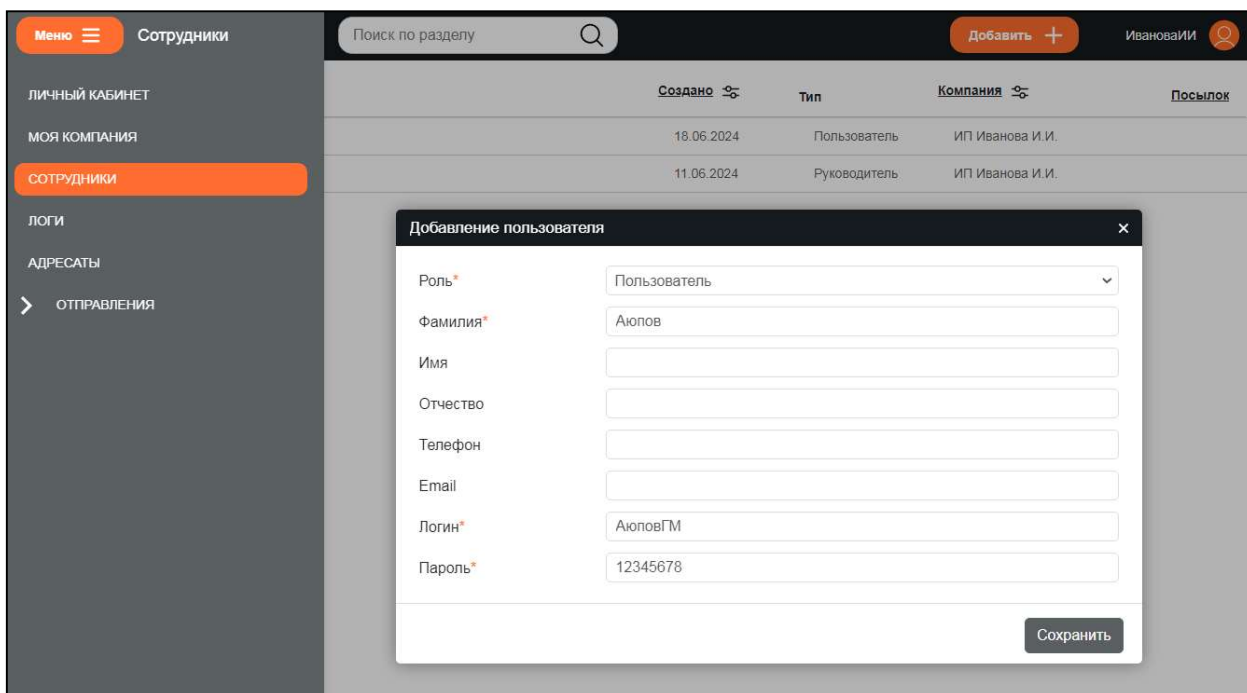 Меню Сотрудники Поиск по разделу Добавить ИвановаИИ
ЛИЧНЫЙ КАБИНЕТ
МОЯ КОМПАНИЯ
СОТРУДНИКИ
ЛОГИ
АДРЕСАТЫ
ОТПРАВЛЕНИЯ
Создано Тип Компания Посылок
18.06.2024 Пользователь ИП Иванова И.И.
11.06.2024 Руководитель ИП Иванова И.И.
Добавление пользователя ×
Роль* Пользователь
Фамилия* Аюпов
Имя
Отчество
Телефон
Email
Логин* АюповГМ
Пароль* 12345678
Сохранить